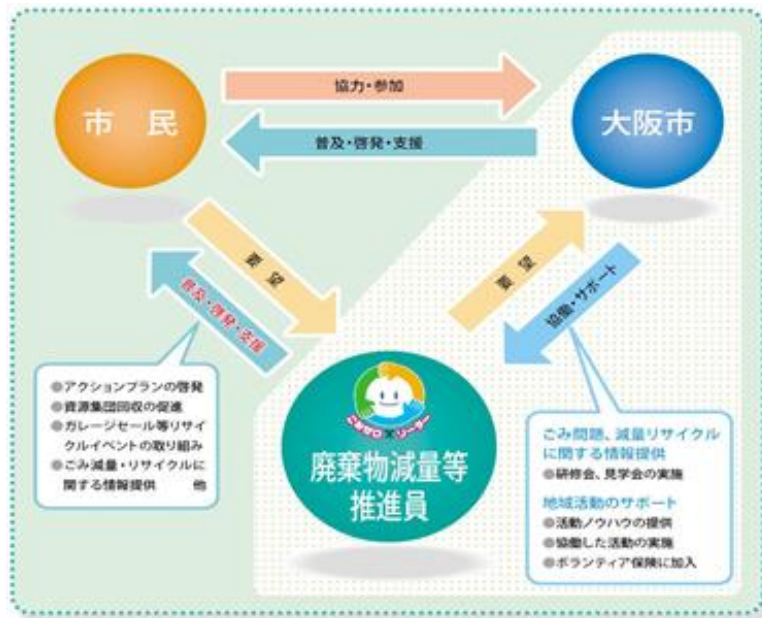 市 民
協力・参加
大阪市
普及・啓発・支援
要 望
普及・啓発・支援
要 望
協働・サポート
●アクションプランの啓発
●資源集団回収の促進
●ガレージセール等リサイ
クルイベントの取り組み
●ごみ減量・リサイクルに
関する情報提供 他
ごみゼロリーダー
廃棄物減量等
推進員
ごみ問題、減量リサイクル
に関する情報提供
●研修会、見学会の実施
地域活動のサポート
●活動ノウハウの提供
●協働した活動の実施
●ボランティア保険に加入